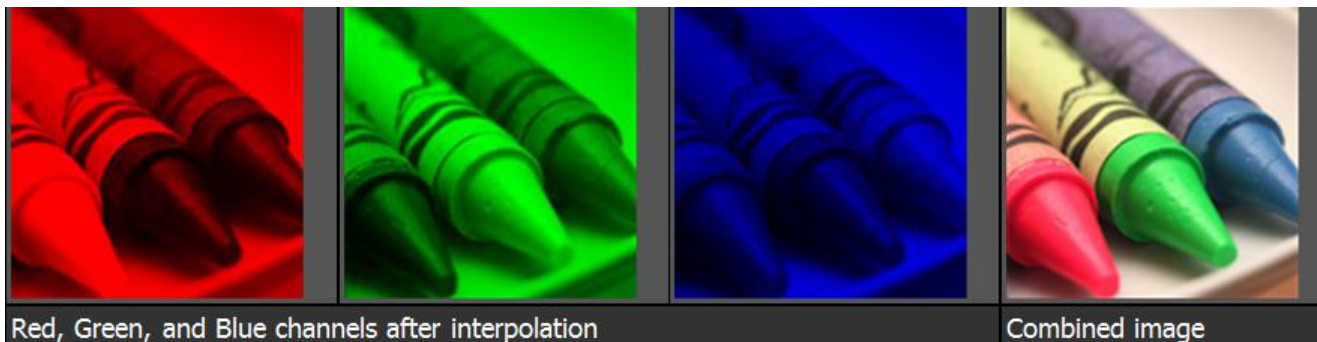 Red, Green, and Blue channels after interpolation
Combined image